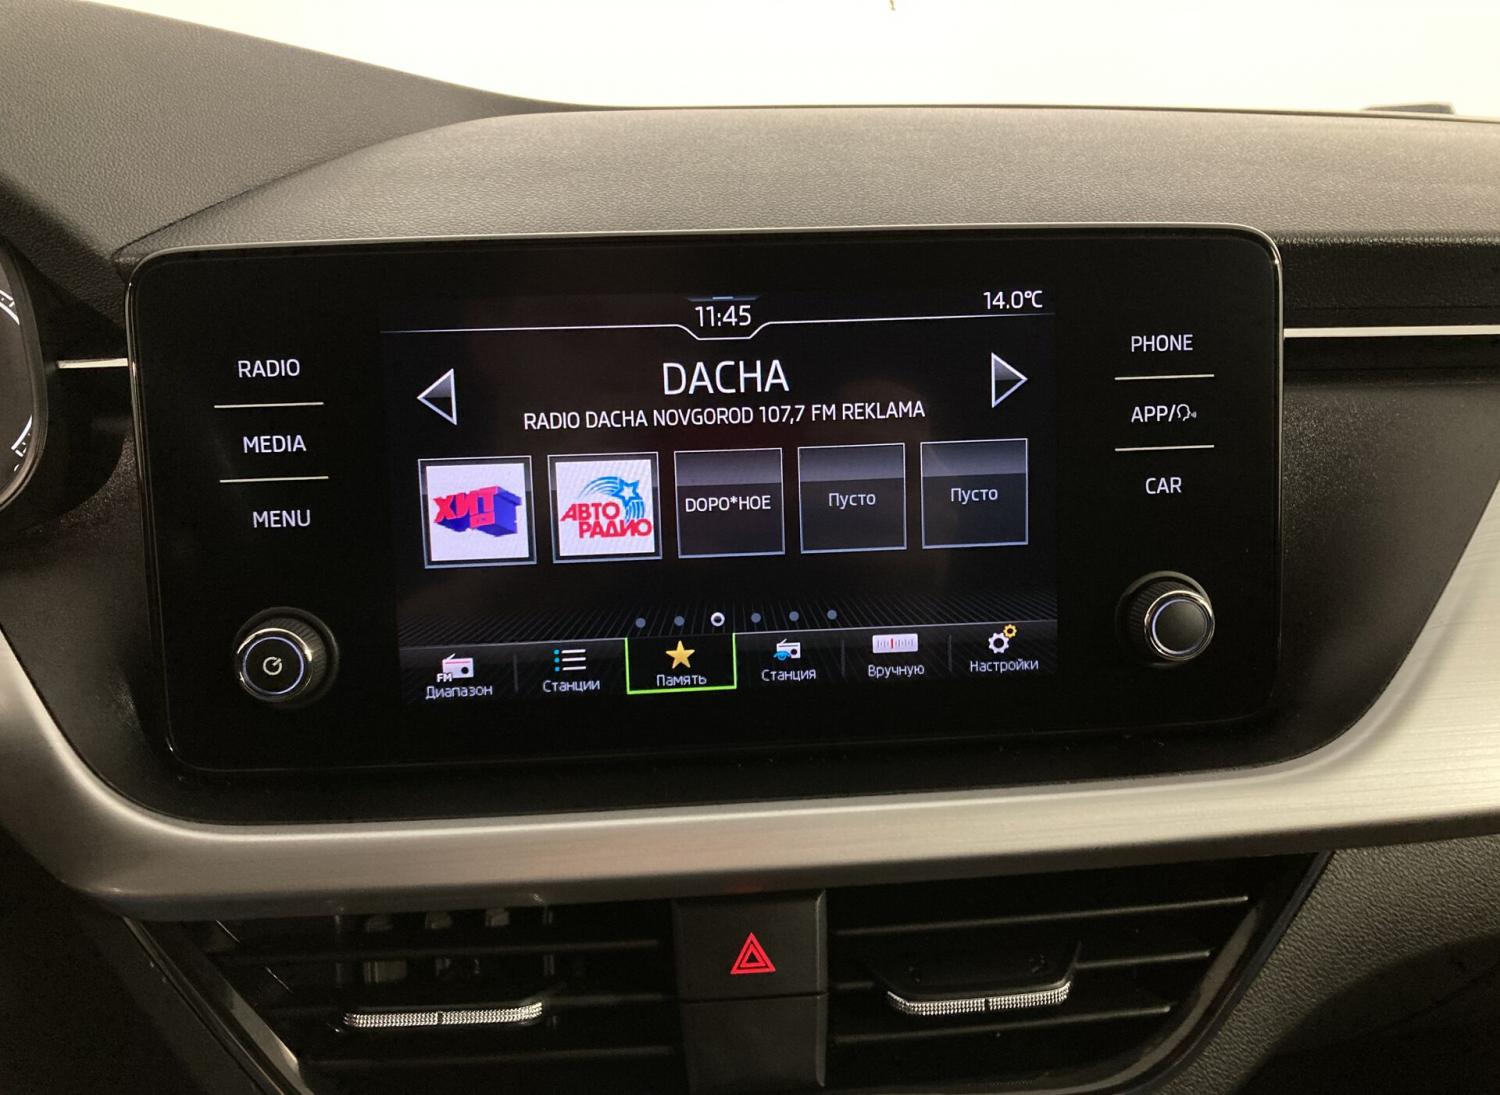 11:45
14.0°C
RADIO
MEDIA
MENU
DACHA
RADIO DACHA NOVGOROD 107,7 FM REKLAMA
ХИТ
FM
АВТО
РАДИО
DOPO*HOE
Пусто
Пусто
FM
Диапазон
Станции
Память
Станция
Вручную
Настройки
PHONE
APP/
CAR